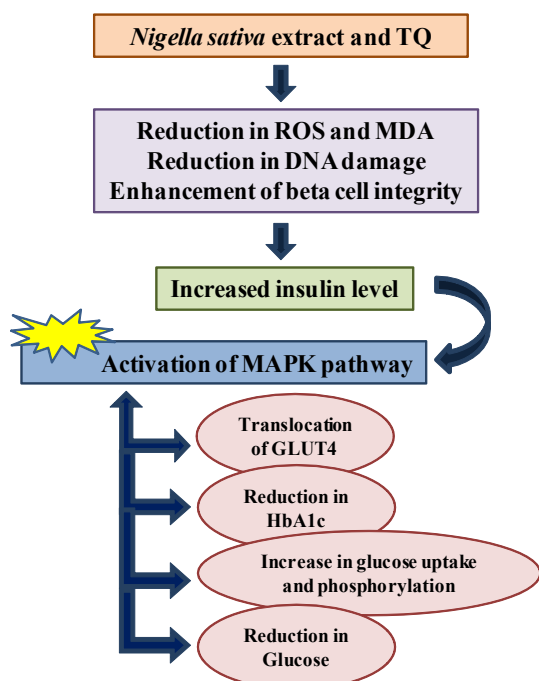 Nigella sativa extract and TQ
Reduction in ROS and MDA
Reduction in DNA damage
Enhancement of beta cell integrity
Increased insulin level
Activation of MAPK pathway
Translocation
of GLUT4
Reduction in
HbA1c
Increase in glucose uptake
and phosphorylation
Reduction in
Glucose